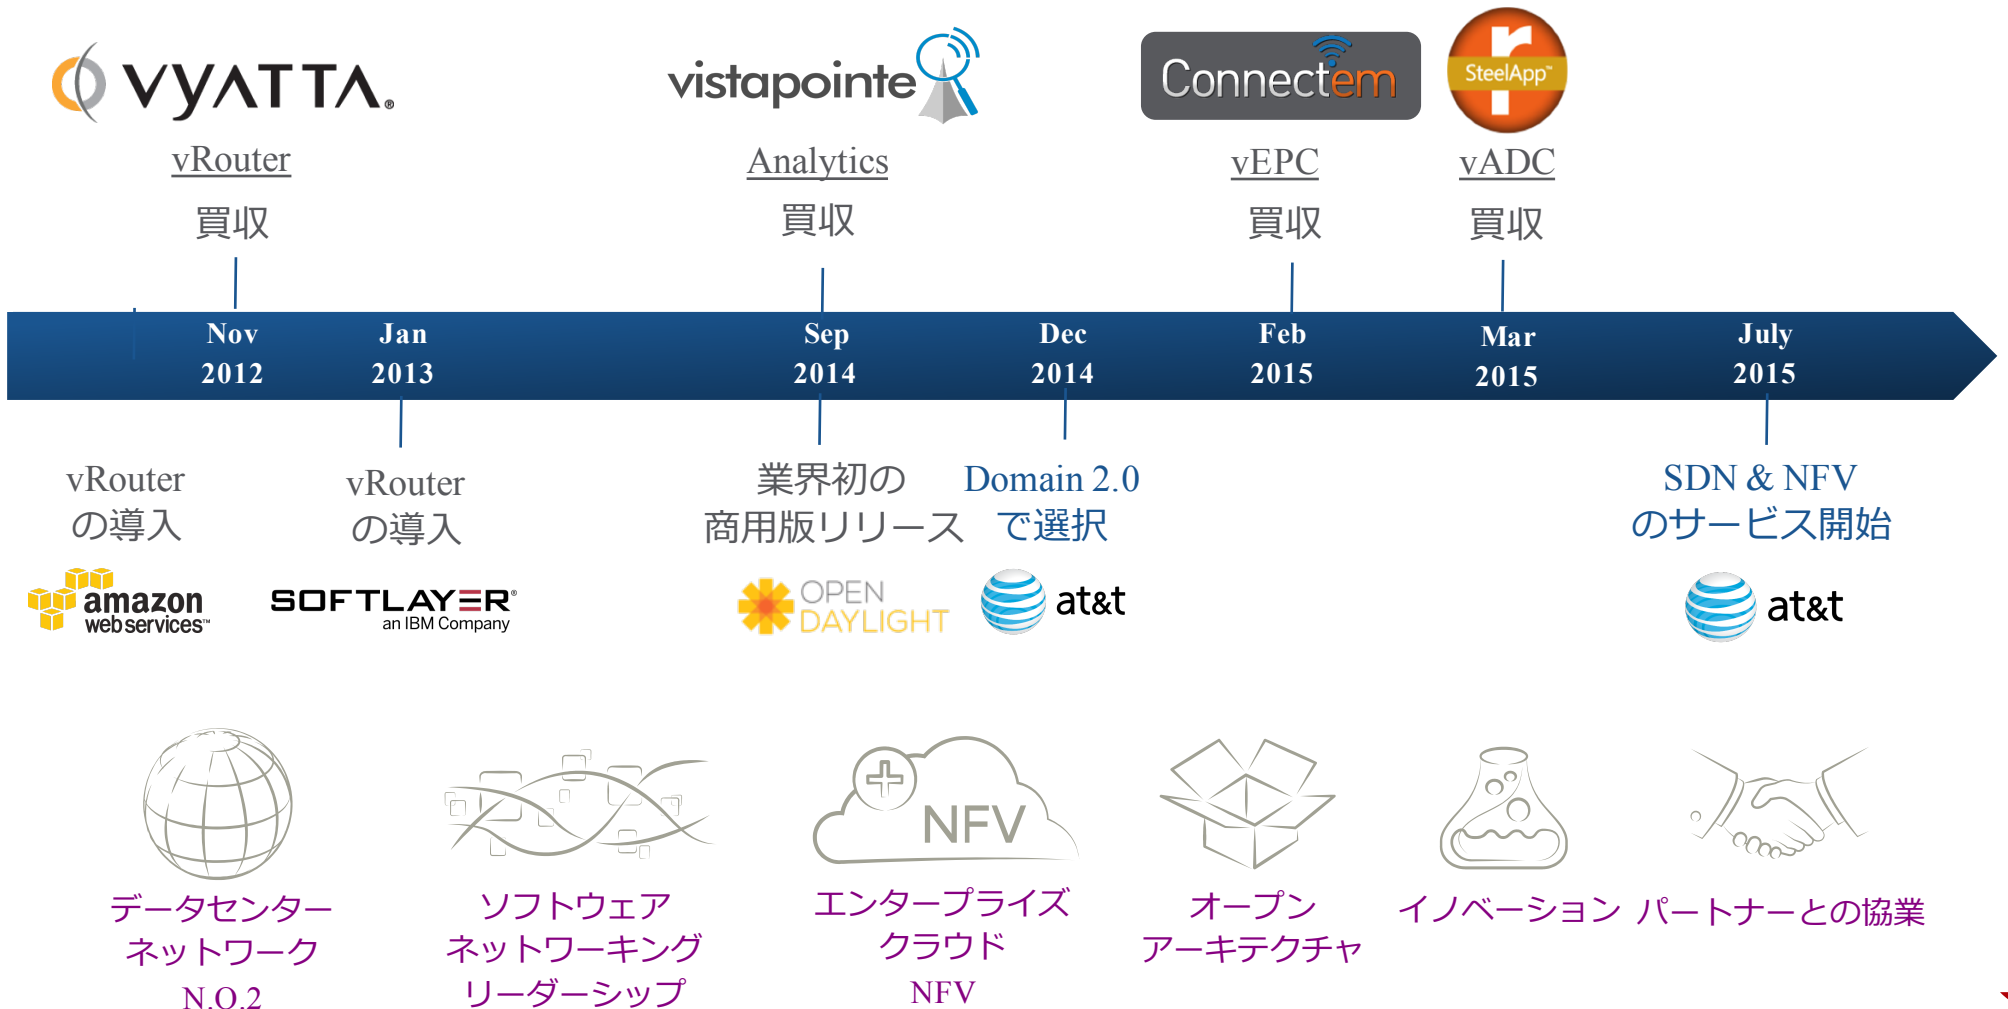 VYATTA®
vistapointe
Connectem
r
SteelApp™
vRouter
Analytics
vEPC
vADC
買収
買収
買収
買収
Nov
2012
Jan
2013
Sep
2014
Dec
2014
Feb
2015
Mar
2015
July
2015
vRouter
の導入
amazon
web services™
vRouter
の導入
SOFTLAYER®
an IBM Company
業界初の
商用版リリース
OPEN
DAYLIGHT
Domain 2.0
で選択
at&t
SDN & NFV
のサービス開始
at&t
データセンター
ネットワーク
N.O.2
ソフトウェア
ネットワーキング
リーダーシップ
NFV
エンタープライズ
クラウド
NFV
オープン
アーキテクチャ
イノベーション
パートナーとの協業